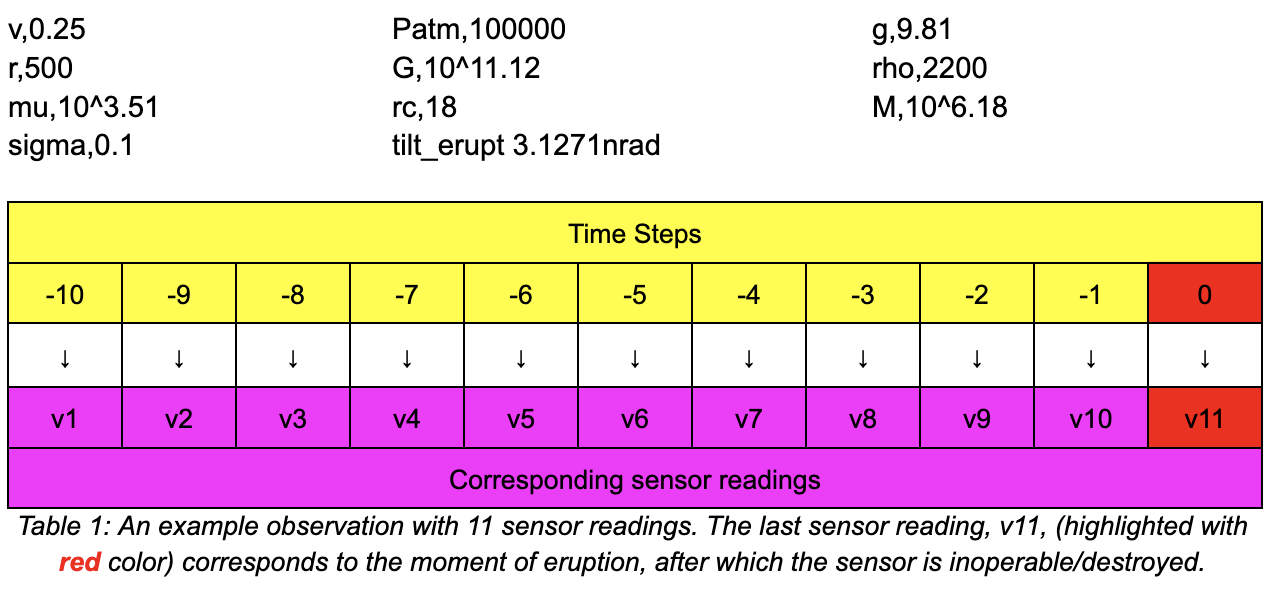 v,0.25 Patm,100000 g,9.81
r,500 G,10^11.12 rho,2200
mu,10^3.51 rc,18 M,10^6.18
sigma,0.1 tilt_erupt 3.1271nrad
Time Steps
-10 -9 -8 -7 -6 -5 -4 -3 -2 -1 0
↓ ↓ ↓ ↓ ↓ ↓ ↓ ↓ ↓ ↓ ↓
v1 v2 v3 v4 v5 v6 v7 v8 v9 v10 v11
Corresponding sensor readings
Table 1: An example observation with 11 sensor readings. The last sensor reading, v11, (highlighted with
red color) corresponds to the moment of eruption, after which the sensor is inoperable/destroyed.